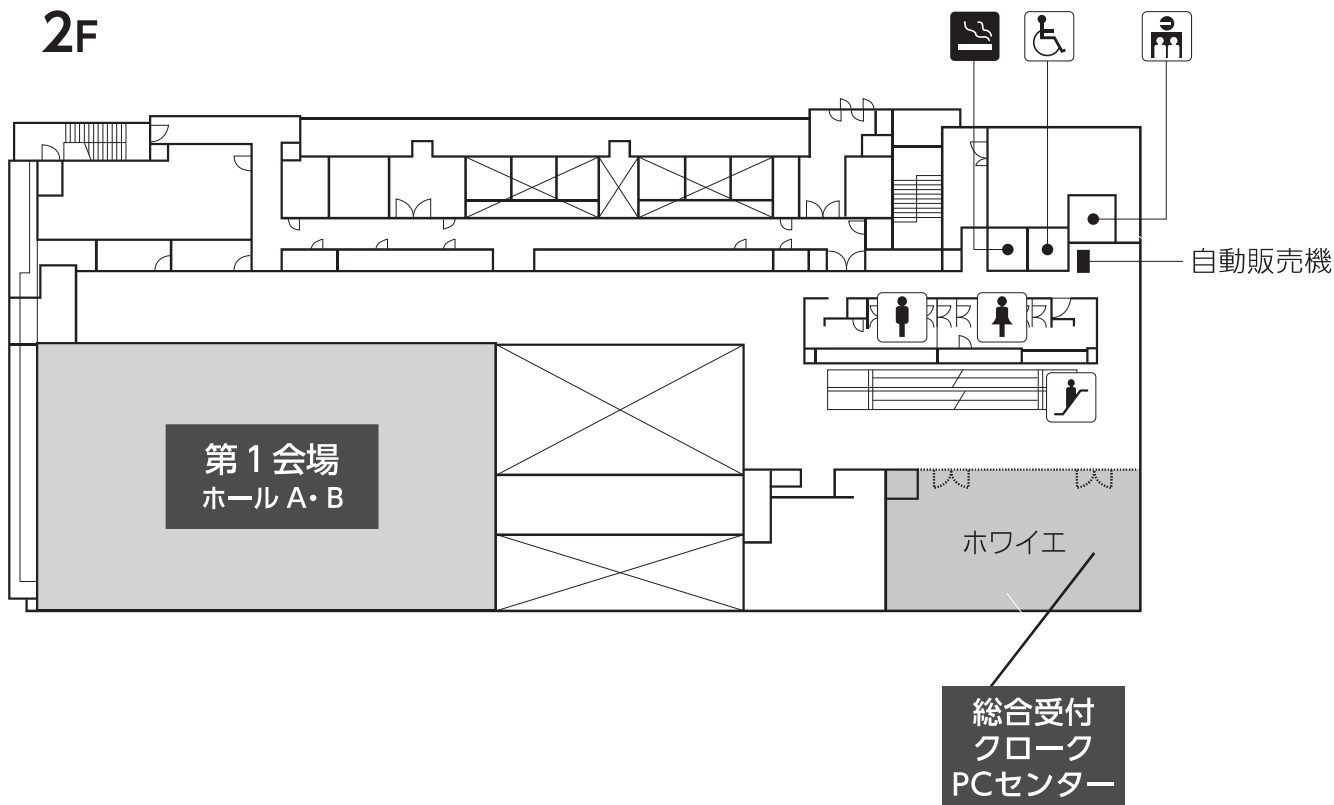 2F
自動販売機
第1会場
ホール A・B
ホワイエ
総合受付
クローク
PCセンター